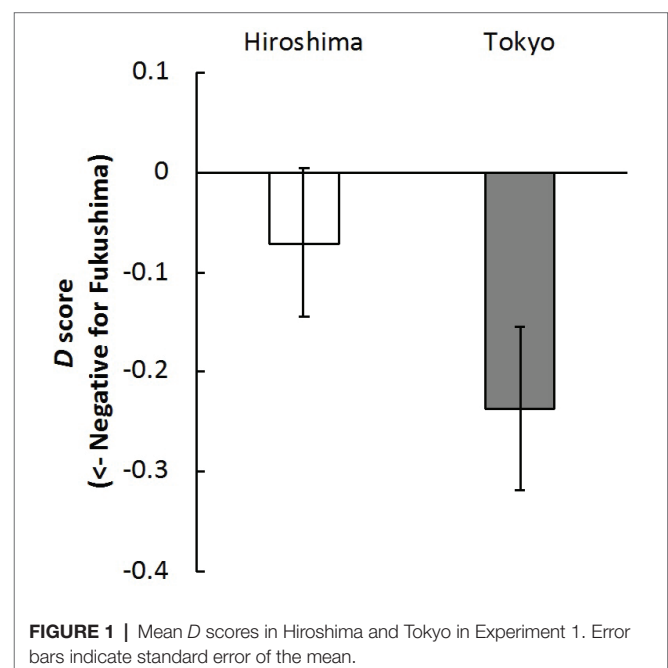 Hiroshima Tokyo
0.1
0
-0.1
-0.2
-0.3
-0.4
D score
(<- Negative for Fukushima)
FIGURE 1 | Mean D scores in Hiroshima and Tokyo in Experiment 1. Error
bars indicate standard error of the mean.